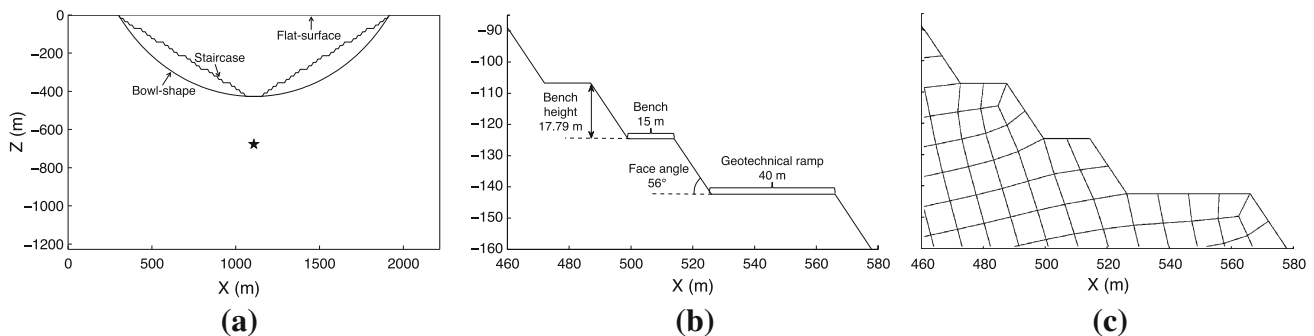 0
−200
−400
−600
−800
−1000
−1200
Z (m)
Flat-surface
Staircase
Bowl-shape
0 500 1000 1500 2000
X (m)
(a)
−90
−100
−110
−120
−130
−140
−150
−160
Bench
height
17.79 m
Bench
15 m
Face angle
56°
Geotechnical ramp
40 m
460 480 500 520 540 560 580
X (m)
(b)
460 480 500 520 540 560 580
X (m)
(c)